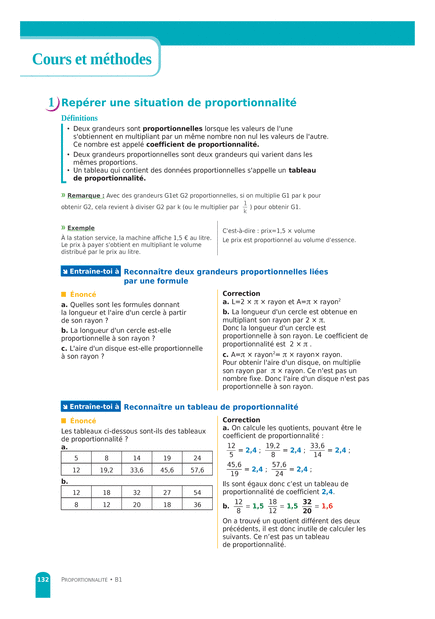 Cours et méthodes
1 Repérer une situation de proportionnalité
Définitions
• Deux grandeurs sont proportionnelles lorsque les valeurs de l'une
s'obtiennent en multipliant par un même nombre non nul les valeurs de l'autre.
Ce nombre est appelé coefficient de proportionnalité.
• Deux grandeurs proportionnelles sont deux grandeurs qui varient dans les
mêmes proportions.
• Un tableau qui contient des données proportionnelles s'appelle un tableau
de proportionnalité.
» Remarque : Avec des grandeurs G1et G2 proportionnelles, si on multiplie G1 par k pour
obtenir G2, cela revient à diviser G2 par k (ou le multiplier par 1/k ) pour obtenir G1.
» Exemple
À la station service, la machine affiche 1,5 € au litre.
Le prix à payer s'obtient en multipliant le volume
distribué par le prix au litre.
C'est-à-dire : prix=1,5 × volume
Le prix est proportionnel au volume d'essence.
Entraîne-toi à Reconnaître deux grandeurs proportionnelles liées
par une formule
Énoncé
a. Quelles sont les formules donnant
la longueur et l'aire d'un cercle à partir
de son rayon ?
b. La longueur d'un cercle est-elle
proportionnelle à son rayon ?
c. L'aire d'un disque est-elle proportionnelle
à son rayon ?
Correction
a. L=2 × π × rayon et A=π × rayon²
b. La longueur d'un cercle est obtenue en
multipliant son rayon par 2 × π.
Donc la longueur d'un cercle est
proportionnelle à son rayon. Le coefficient de
proportionnalité est 2 × π .
c. A=π × rayon²= π × rayon× rayon.
Pour obtenir l'aire d'un disque, on multiplie
son rayon par π × rayon. Ce n'est pas un
nombre fixe. Donc l'aire d'un disque n'est pas
proportionnelle à son rayon.
Entraîne-toi à Reconnaître un tableau de proportionnalité
Énoncé
Les tableaux ci-dessous sont-ils des tableaux
de proportionnalité ?
a.
5 8 14 19 24
12 19,2 33,6 45,6 57,6
b.
12 18 32 27 54
8 12 20 18 36
Correction
a. On calcule les quotients, pouvant être le
coefficient de proportionnalité :
12/5 = 2,4 ; 19,2/8 = 2,4 ; 33,6/14 = 2,4 ;
45,6/19 = 2,4 ; 57,6/24 = 2,4 ;
Ils sont égaux donc c'est un tableau de
proportionnalité de coefficient 2,4.
b. 12/8 = 1,5 18/12 = 1,5 32/20 = 1,6
On a trouvé un quotient différent des deux
précédents, il est donc inutile de calculer les
suivants. Ce n'est pas un tableau
de proportionnalité.
132 PROPORTIONNALITÉ • B1